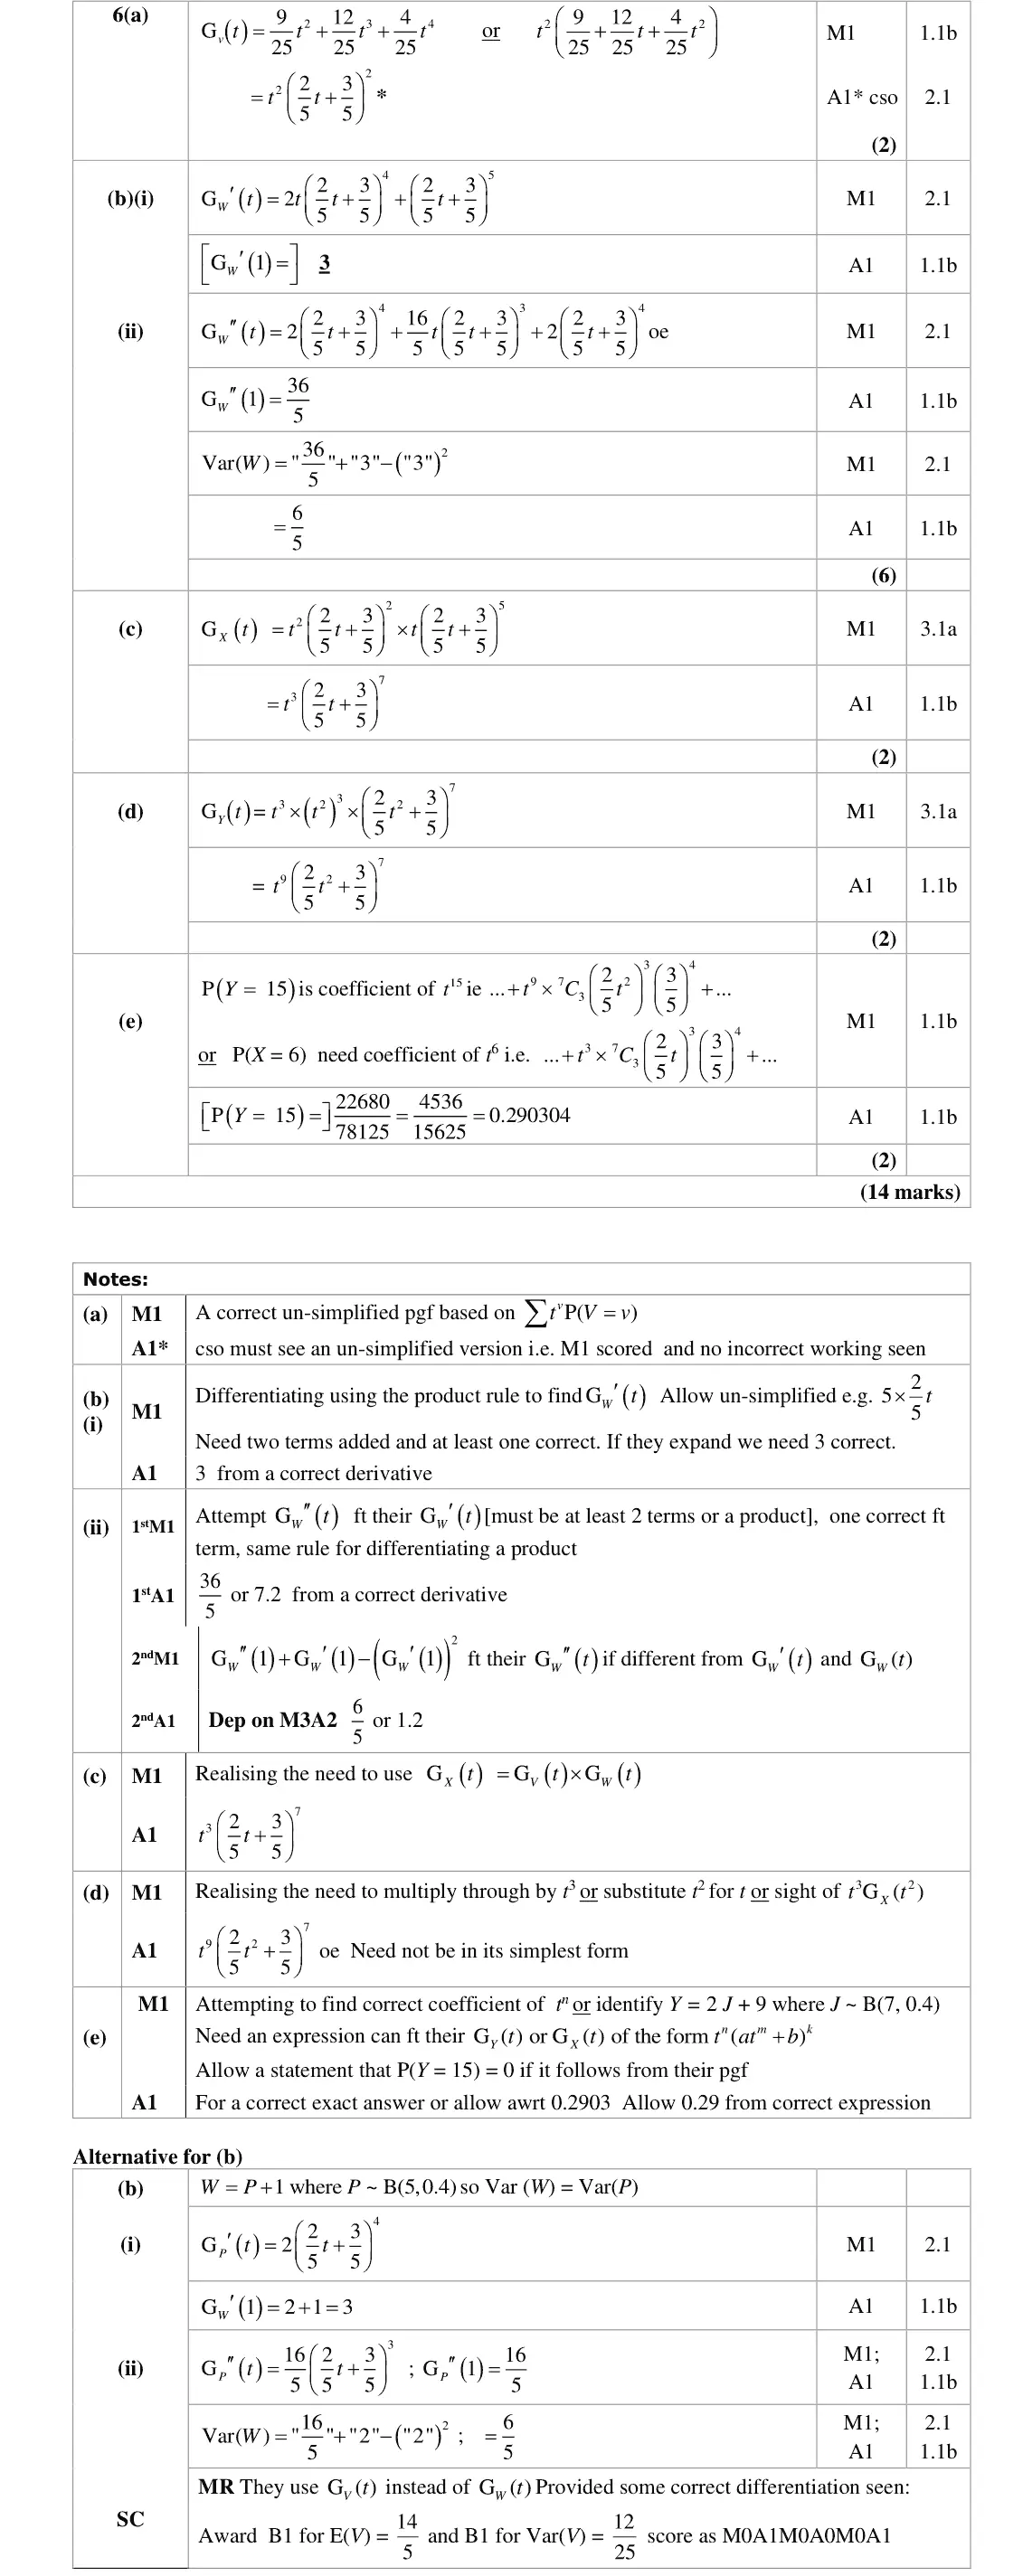 6(a) G_v(t) = 9/25 t² + 12/25 t³ + 4/25 t⁴ or t²(9/25 + 12/25 t + 4/25 t²) M1 1.1b
= t²(2/5 t + 3/5)² * A1* cso 2.1
(2)
(b)(i) G_W′(t) = 2t(2/5 t + 3/5)⁴ + (2/5 t + 3/5)⁵ M1 2.1
[G_W′(1) =] 3 A1 1.1b
(ii) G_W″(t) = 2(2/5 t + 3/5)⁴ + 16/5 t(2/5 t + 3/5)³ + 2(2/5 t + 3/5)⁴ oe M1 2.1
G_W″(1) = 36/5 A1 1.1b
Var(W) = "36/5" + "3" − ("3")² M1 2.1
= 6/5 A1 1.1b
(6)
(c) G_X(t) = t²(2/5 t + 3/5)² × t(2/5 t + 3/5)⁵ M1 3.1a
= t³(2/5 t + 3/5)⁷ A1 1.1b
(2)
(d) G_Y(t) = t³ × (t²)³ × (2/5 t² + 3/5)⁷ M1 3.1a
= t⁹(2/5 t² + 3/5)⁷ A1 1.1b
(2)
(e) P(Y = 15) is coefficient of t¹⁵ ie ... + t⁹ × ⁷C₃(2/5 t²)³(3/5)⁴ + ... M1 1.1b
or P(X = 6) need coefficient of t⁶ i.e. ... + t³ × ⁷C₃(2/5 t)³(3/5)⁴ + ...
[P(Y = 15) =] 22680/78125 = 4536/15625 = 0.290304 A1 1.1b
(2)
(14 marks)
Notes:
(a) M1 A correct un-simplified pgf based on ∑t^v P(V = v)
A1* cso must see an un-simplified version i.e. M1 scored and no incorrect working seen
(b) (i) M1 Differentiating using the product rule to find G_W′(t) Allow un-simplified e.g. 5 × 2/5 t
Need two terms added and at least one correct. If they expand we need 3 correct.
A1 3 from a correct derivative
(ii) 1stM1 Attempt G_W″(t) ft their G_W′(t) [must be at least 2 terms or a product], one correct ft
term, same rule for differentiating a product
1stA1 36/5 or 7.2 from a correct derivative
2ndM1 G_W″(1) + G_W′(1) − (G_W′(1))² ft their G_W″(t) if different from G_W′(t) and G_W(t)
2ndA1 Dep on M3A2 6/5 or 1.2
(c) M1 Realising the need to use G_X(t) = G_V(t) × G_W(t)
A1 t³(2/5 t + 3/5)⁷
(d) M1 Realising the need to multiply through by t³ or substitute t² for t or sight of t³G_X(t²)
A1 t⁹(2/5 t² + 3/5)⁷ oe Need not be in its simplest form
(e) M1 Attempting to find correct coefficient of tⁿ or identify Y = 2J + 9 where J ~ B(7, 0.4)
Need an expression can ft their G_Y(t) or G_X(t) of the form tⁿ(at^m + b)^k
Allow a statement that P(Y = 15) = 0 if it follows from their pgf
A1 For a correct exact answer or allow awrt 0.2903 Allow 0.29 from correct expression
Alternative for (b)
(b) W = P + 1 where P ~ B(5,0.4) so Var (W) = Var(P)
(i) G_P′(t) = 2(2/5 t + 3/5)⁴ M1 2.1
G_W′(1) = 2 + 1 = 3 A1 1.1b
(ii) G_P″(t) = 16/5 (2/5 t + 3/5)³ ; G_P″(1) = 16/5 M1; A1 2.1 1.1b
Var(W) = "16/5" + "2" − ("2")² ; = 6/5 M1; A1 2.1 1.1b
SC MR They use G_V(t) instead of G_W(t) Provided some correct differentiation seen:
Award B1 for E(V) = 14/5 and B1 for Var(V) = 12/25 score as M0A1M0A0M0A1